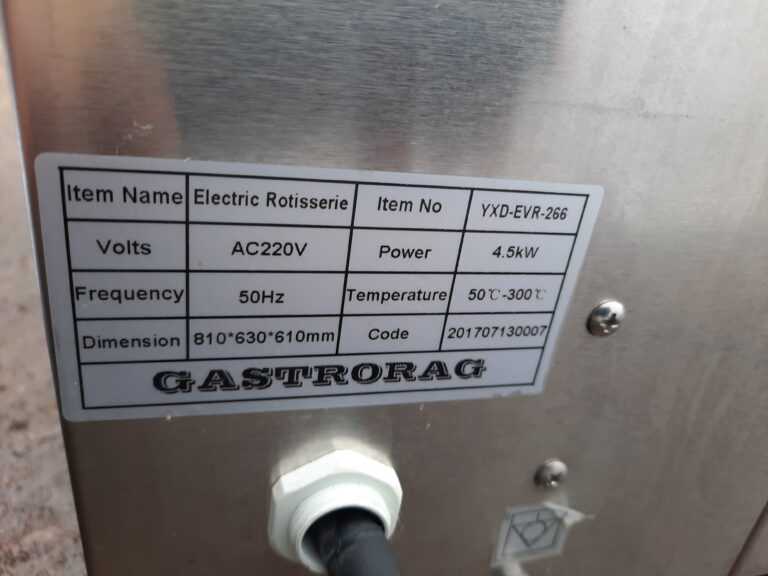 Item Name Electric Rotisserie Item No YXD-EVR-266
Volts AC220V Power 4.5kW
Frequency 50Hz Temperature 50℃-300℃
Dimension 810*630*610mm Code 201707130007
GASTRORAG